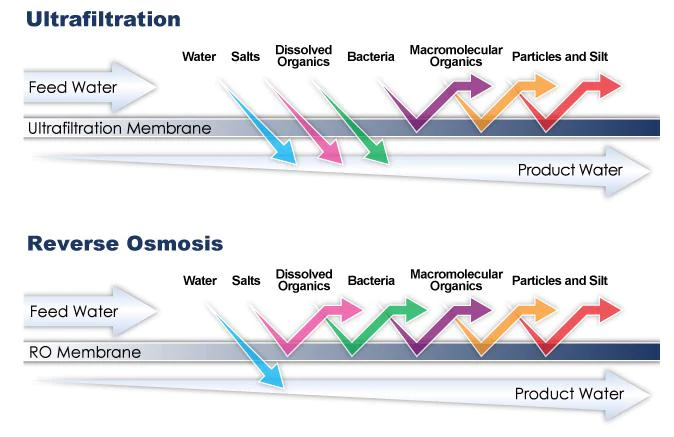 Ultrafiltration
Water Salts Dissolved Organics Bacteria Macromolecular Organics Particles and Silt
Feed Water
Ultrafiltration Membrane
Product Water
Reverse Osmosis
Water Salts Dissolved Organics Bacteria Macromolecular Organics Particles and Silt
Feed Water
RO Membrane
Product Water